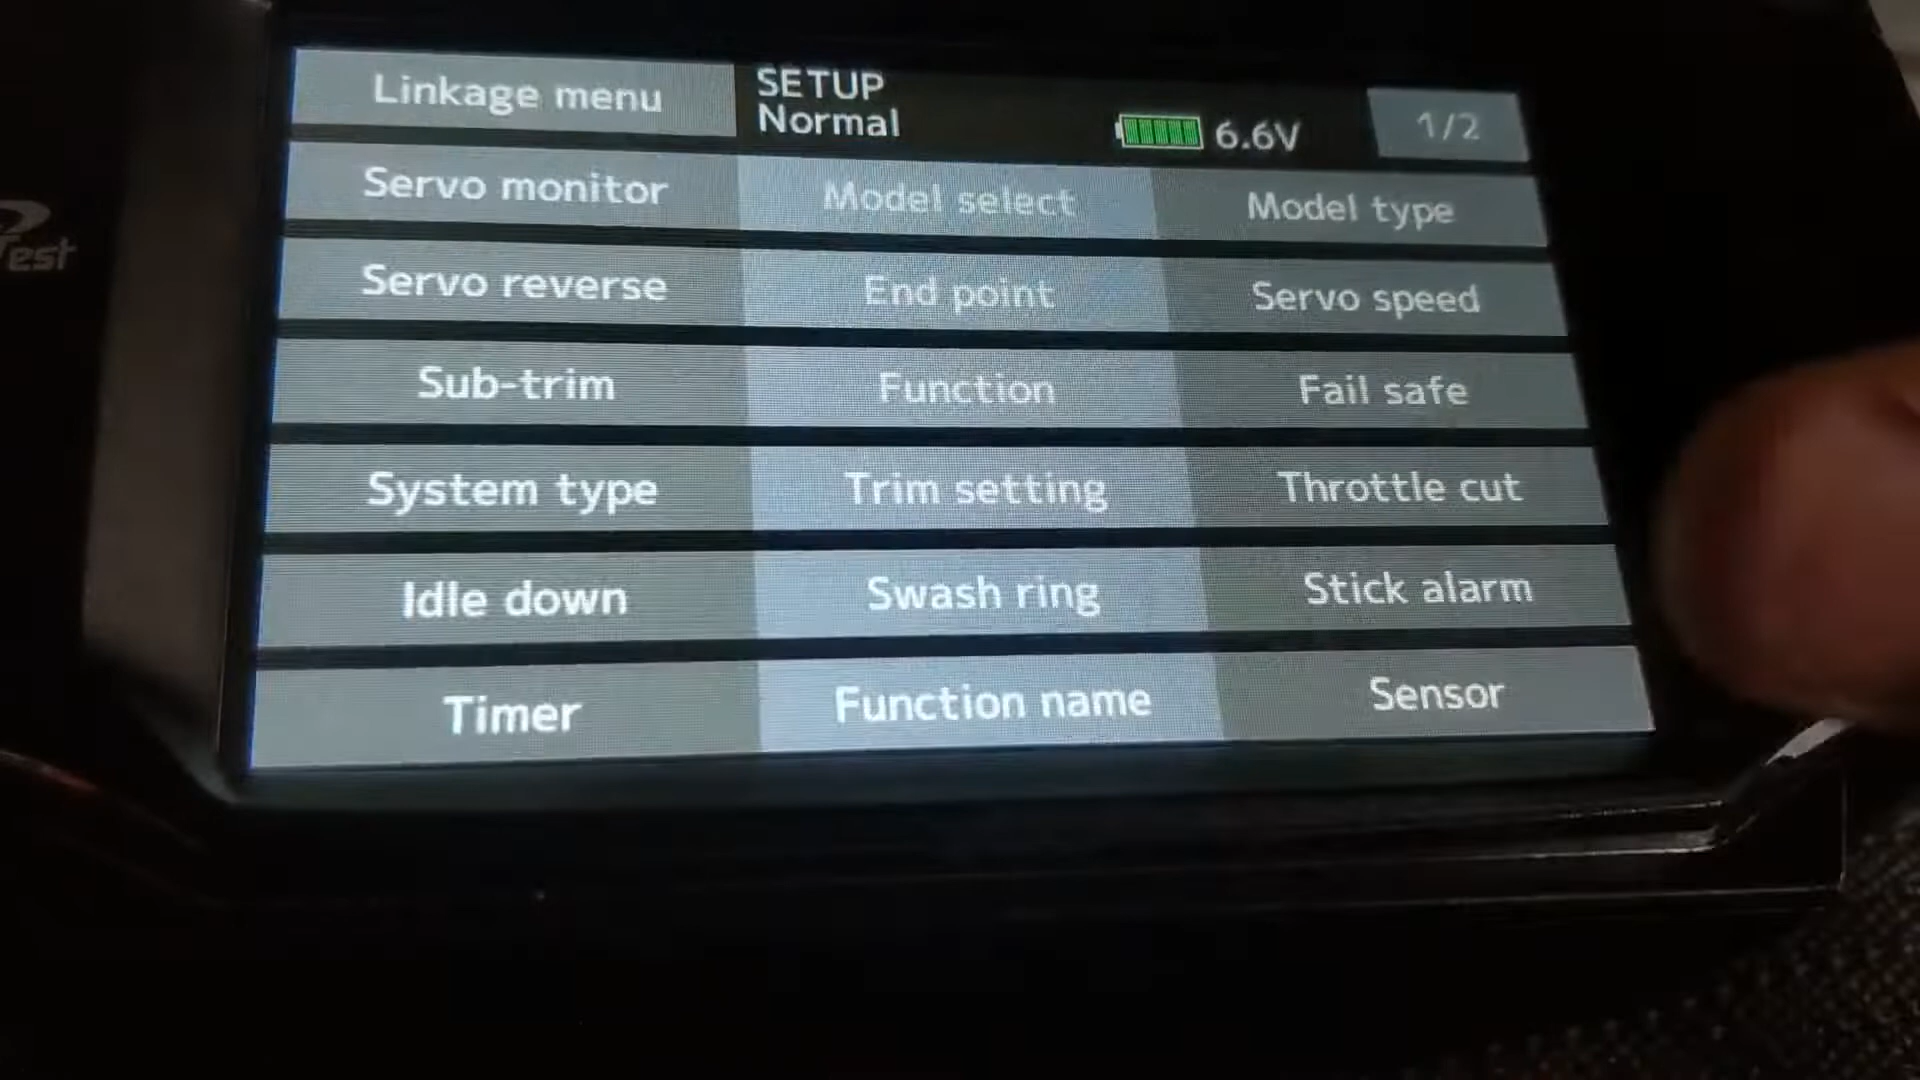 Linkage menu
SETUP
Normal
6.6V
1/2
Servo monitor
Model select
Model type
Servo reverse
End point
Servo speed
Sub-trim
Function
Fail safe
System type
Trim setting
Throttle cut
Idle down
Swash ring
Stick alarm
Timer
Function name
Sensor